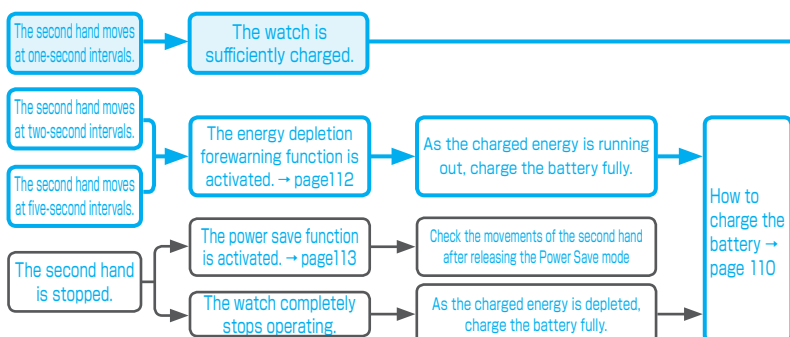 The second hand moves
at one-second intervals.
The watch is
sufficiently charged.
The second hand moves
at two-second intervals.
The second hand moves
at five-second intervals.
The energy depletion
forewarning function is
activated. → page112
As the charged energy is running
out, charge the battery fully.
The second hand
is stopped.
The power save function
is activated. → page113
Check the movements of the second hand
after releasing the Power Save mode
The watch completely
stops operating.
As the charged energy is depleted,
charge the battery fully.
How to
charge the
battery →
page 110